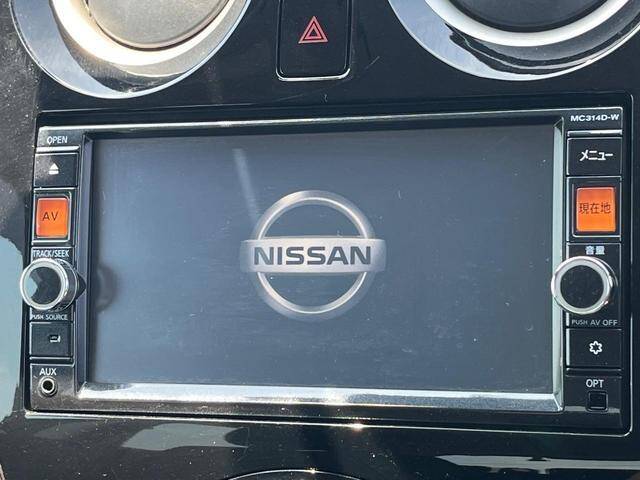 MC314D-W
OPEN
メニュー
AV
現在地
TRACK/SEEK
音量
NISSAN
PUSH SOURCE
PUSH AV OFF
AUX
OPT